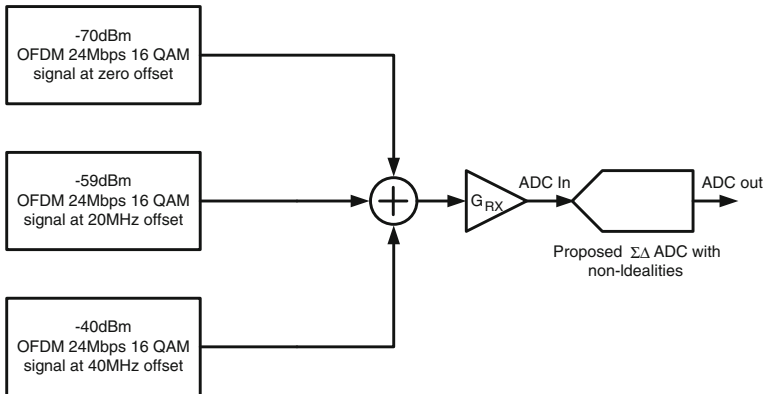 -70dBm
OFDM 24Mbps 16 QAM
signal at zero offset
-59dBm
OFDM 24Mbps 16 QAM
signal at 20MHz offset
-40dBm
OFDM 24Mbps 16 QAM
signal at 40MHz offset
GRX
ADC In
ADC out
Proposed ΣΔ ADC with
non-Idealities